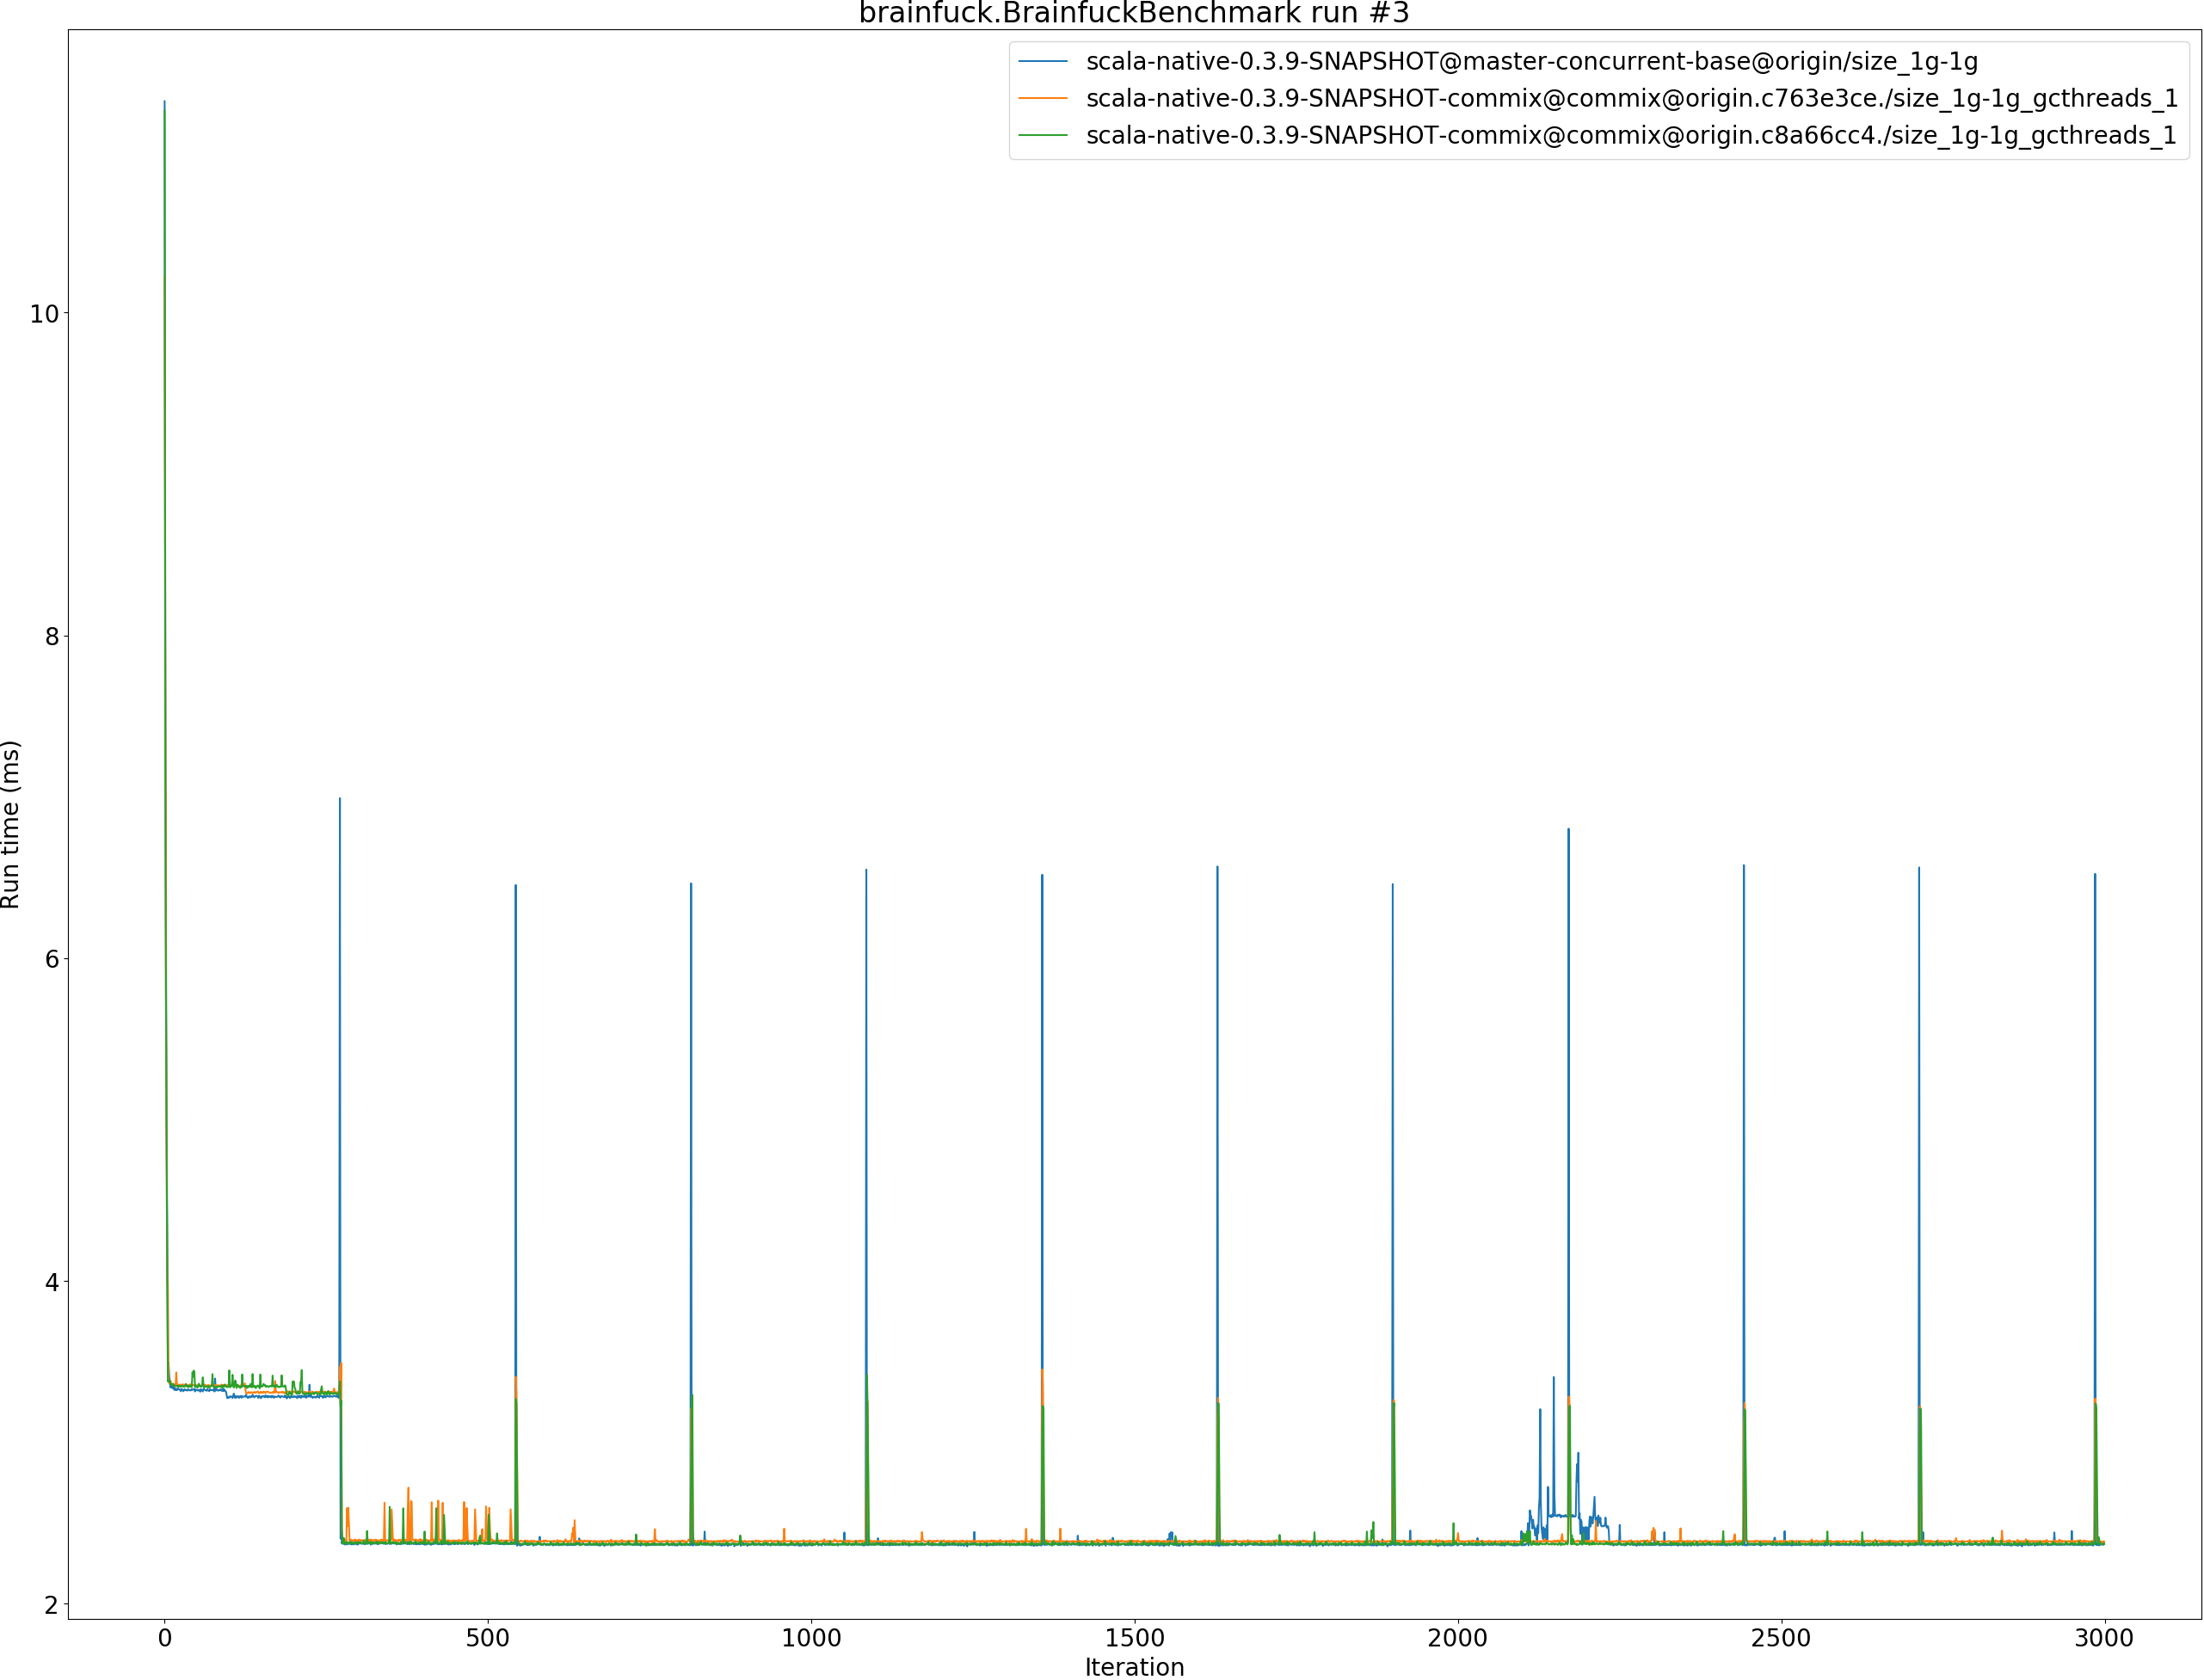 brainfuck.BrainfuckBenchmark run #3
scala-native-0.3.9-SNAPSHOT@master-concurrent-base@origin/size_1g-1g
scala-native-0.3.9-SNAPSHOT-commix@commix@origin.c763e3ce./size_1g-1g_gcthreads_1
scala-native-0.3.9-SNAPSHOT-commix@commix@origin.c8a66cc4./size_1g-1g_gcthreads_1
10
8
6
4
2
Run time (ms)
0 500 1000 1500 2000 2500 3000
Iteration